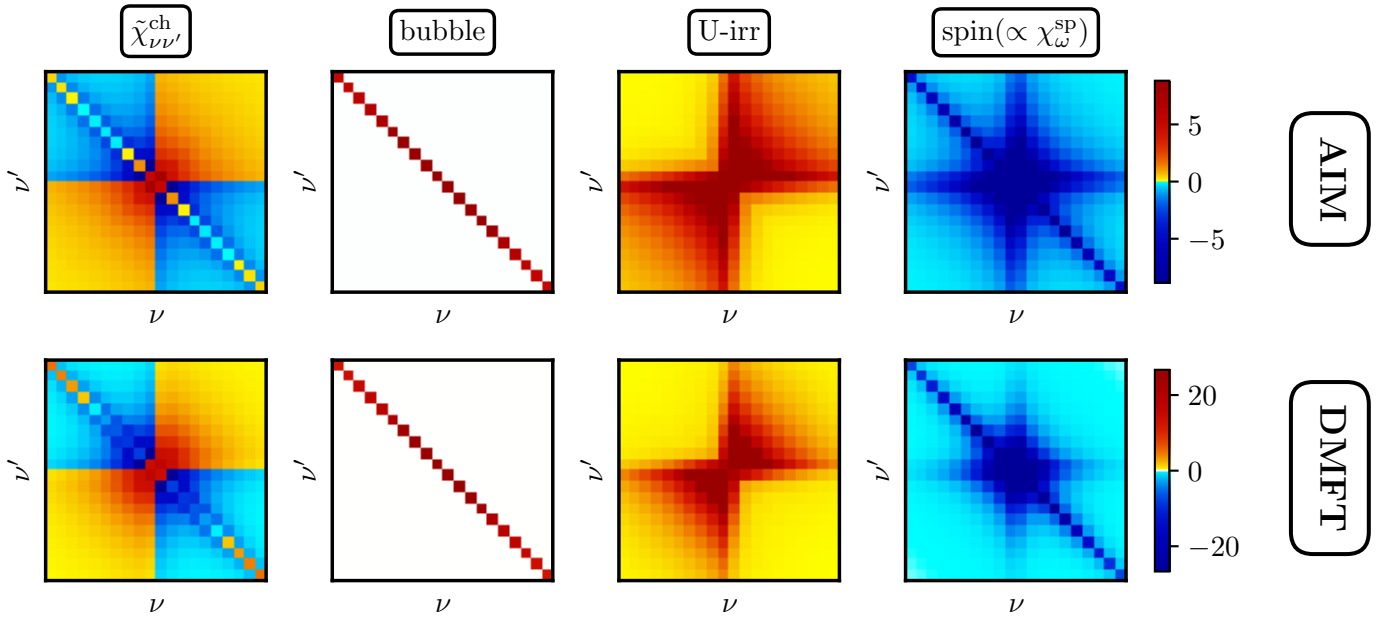 χ̃^ch_νν′
bubble
U-irr
spin(∝ χ^sp_ω)
ν′
ν′
ν′
ν′
5
0
−5
AIM
ν
ν
ν
ν
ν′
ν′
ν′
ν′
20
0
−20
DMFT
ν
ν
ν
ν